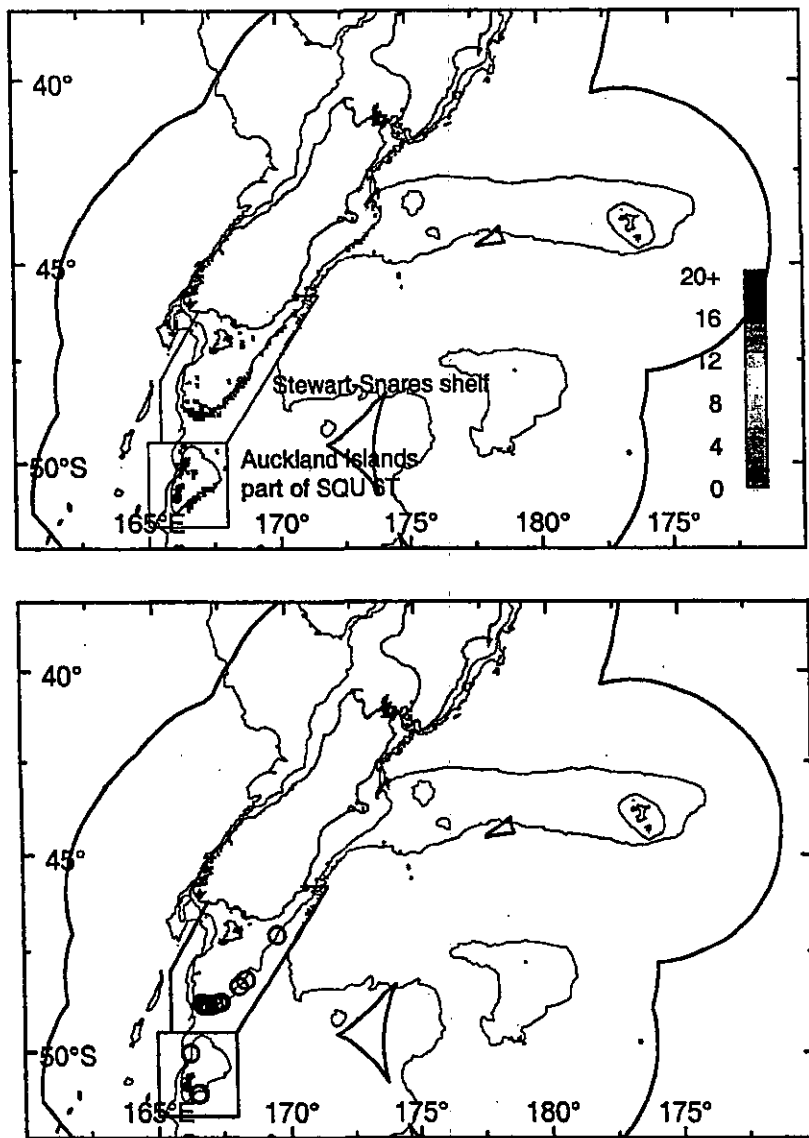 40°
45°
20+
16
12
8
4
0
Stewart-Snares shelf
50°S
Auckland Islands
part of SQU 6T
165°E
170°
175°
180°
175°
40°
45°
50°S
165°E
170°
175°
180°
175°